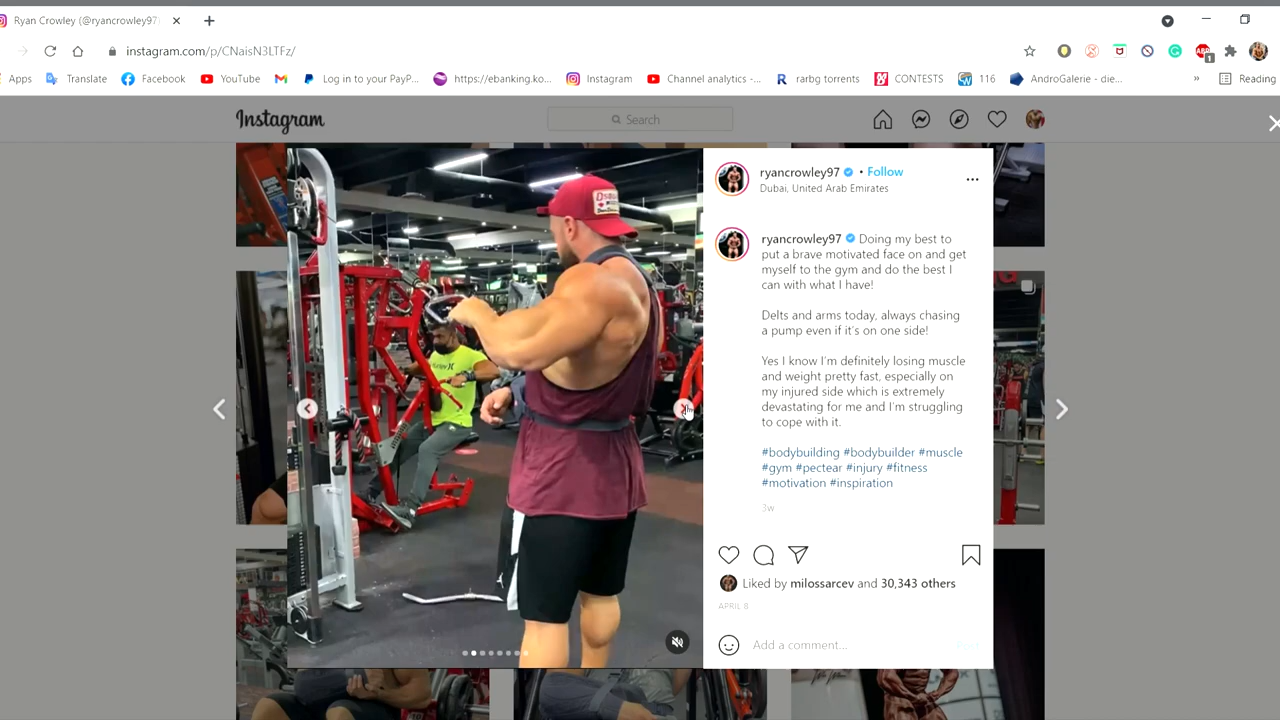 Ryan Crowley (@ryancrowley97
instagram.com/p/CNaisN3LTFz/
Apps Translate Facebook YouTube Log in to your PayP... https://ebanking.ko... Instagram Channel analytics -... rarbg torrents CONTESTS 116 AndroGalerie - die... » Reading
Instagram
Search
ryancrowley97 • Follow
Dubai, United Arab Emirates
ryancrowley97 Doing my best to
put a brave motivated face on and get
myself to the gym and do the best I
can with what I have!
Delts and arms today, always chasing
a pump even if it's on one side!
Yes I know I'm definitely losing muscle
and weight pretty fast, especially on
my injured side which is extremely
devastating for me and I'm struggling
to cope with it.
#bodybuilding #bodybuilder #muscle
#gym #pectear #injury #fitness
#motivation #inspiration
3w
Liked by milossarcev and 30,343 others
APRIL 8
Add a comment...
Post